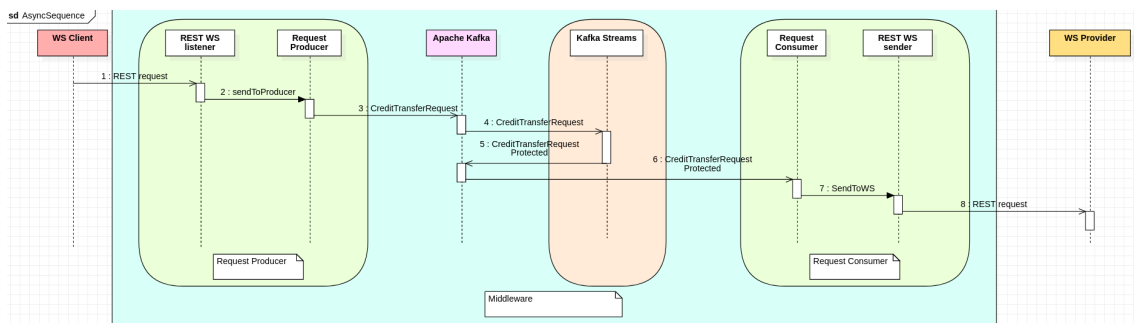 sd AsyncSequence
WS Client
REST WS
listener
Request
Producer
Apache Kafka
Kafka Streams
Request
Consumer
REST WS
sender
WS Provider
1 : REST request
2 : sendToProducer
3 : CreditTransferRequest
4 : CreditTransferRequest
5 : CreditTransferRequest
Protected
6 : CreditTransferRequest
Protected
7 : SendToWS
8 : REST request
Request Producer
Request Consumer
Middleware